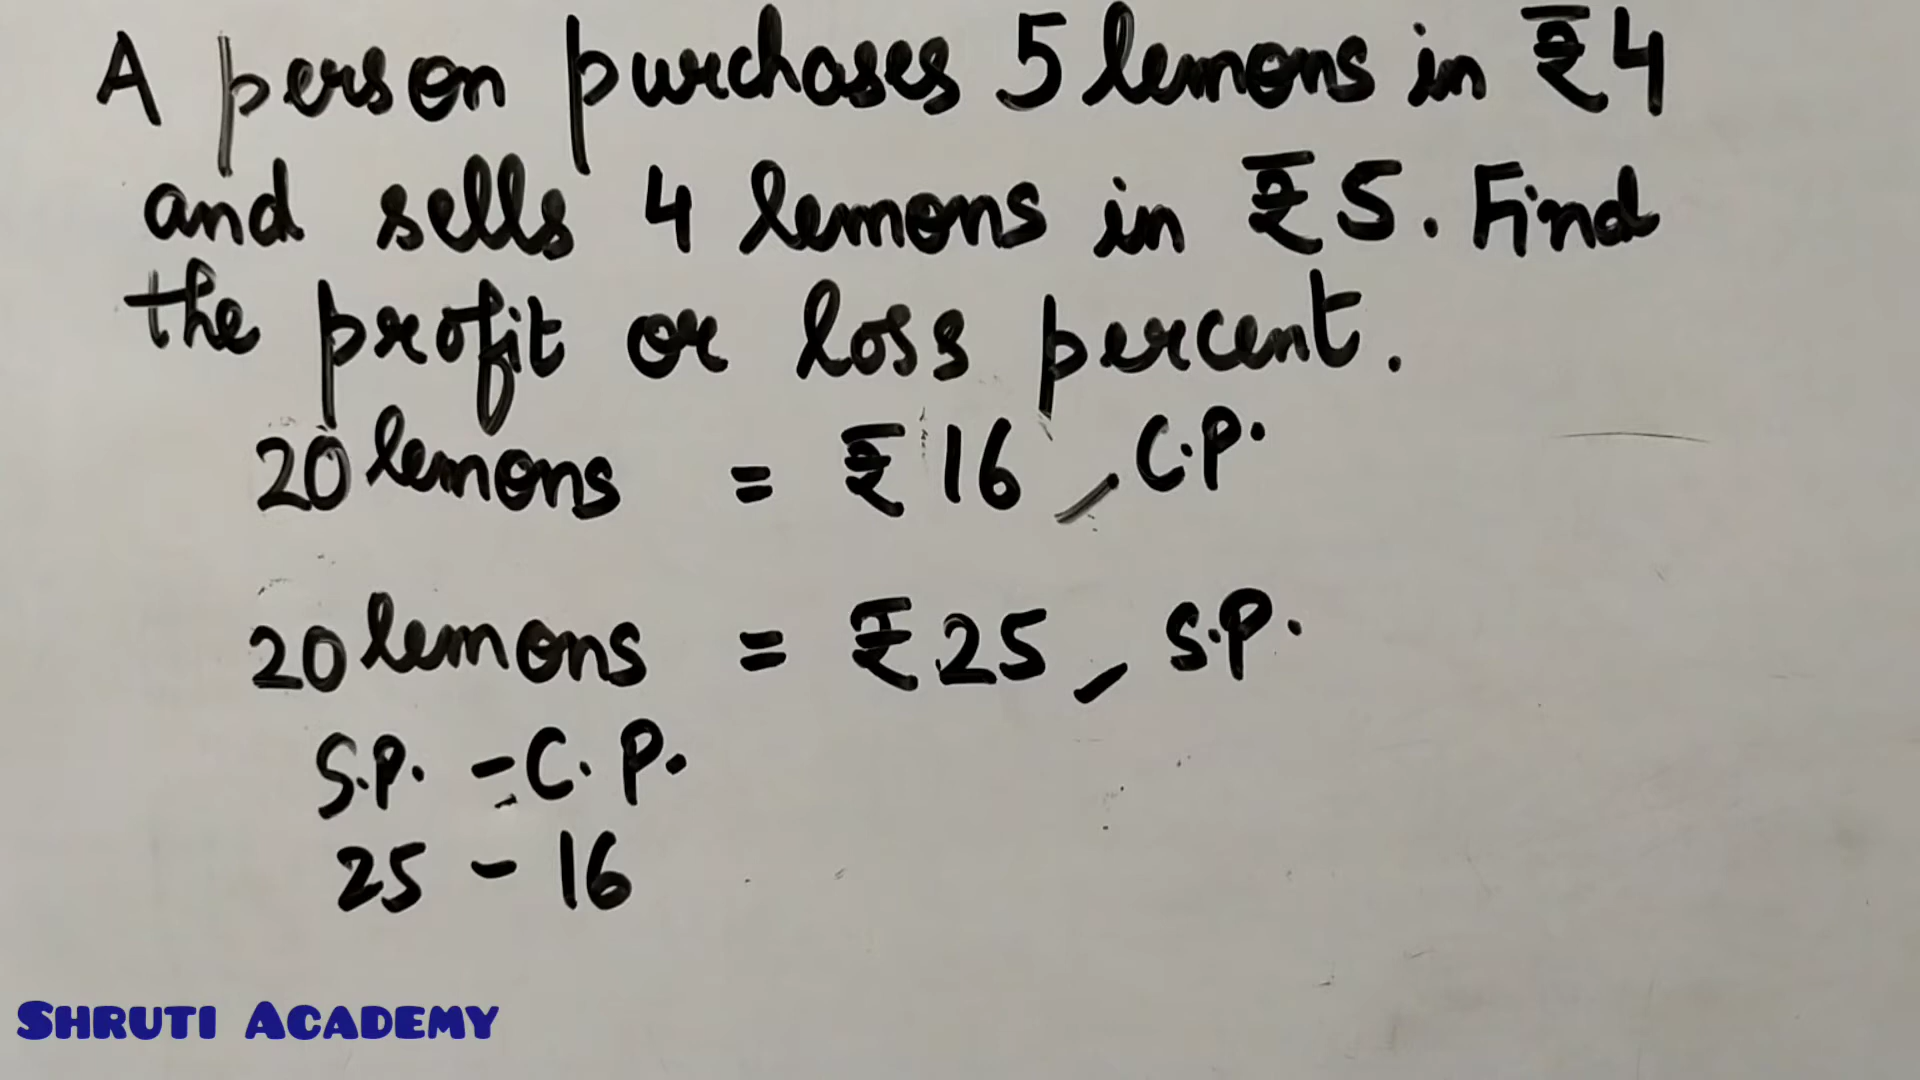 A person purchases 5 lemons in ₹4
and sells 4 lemons in ₹5. Find
the profit or loss percent.
20 lemons = ₹16, C.P.
20 lemons = ₹25, S.P.
S.P. - C.P.
25 - 16
SHRUTI ACADEMY